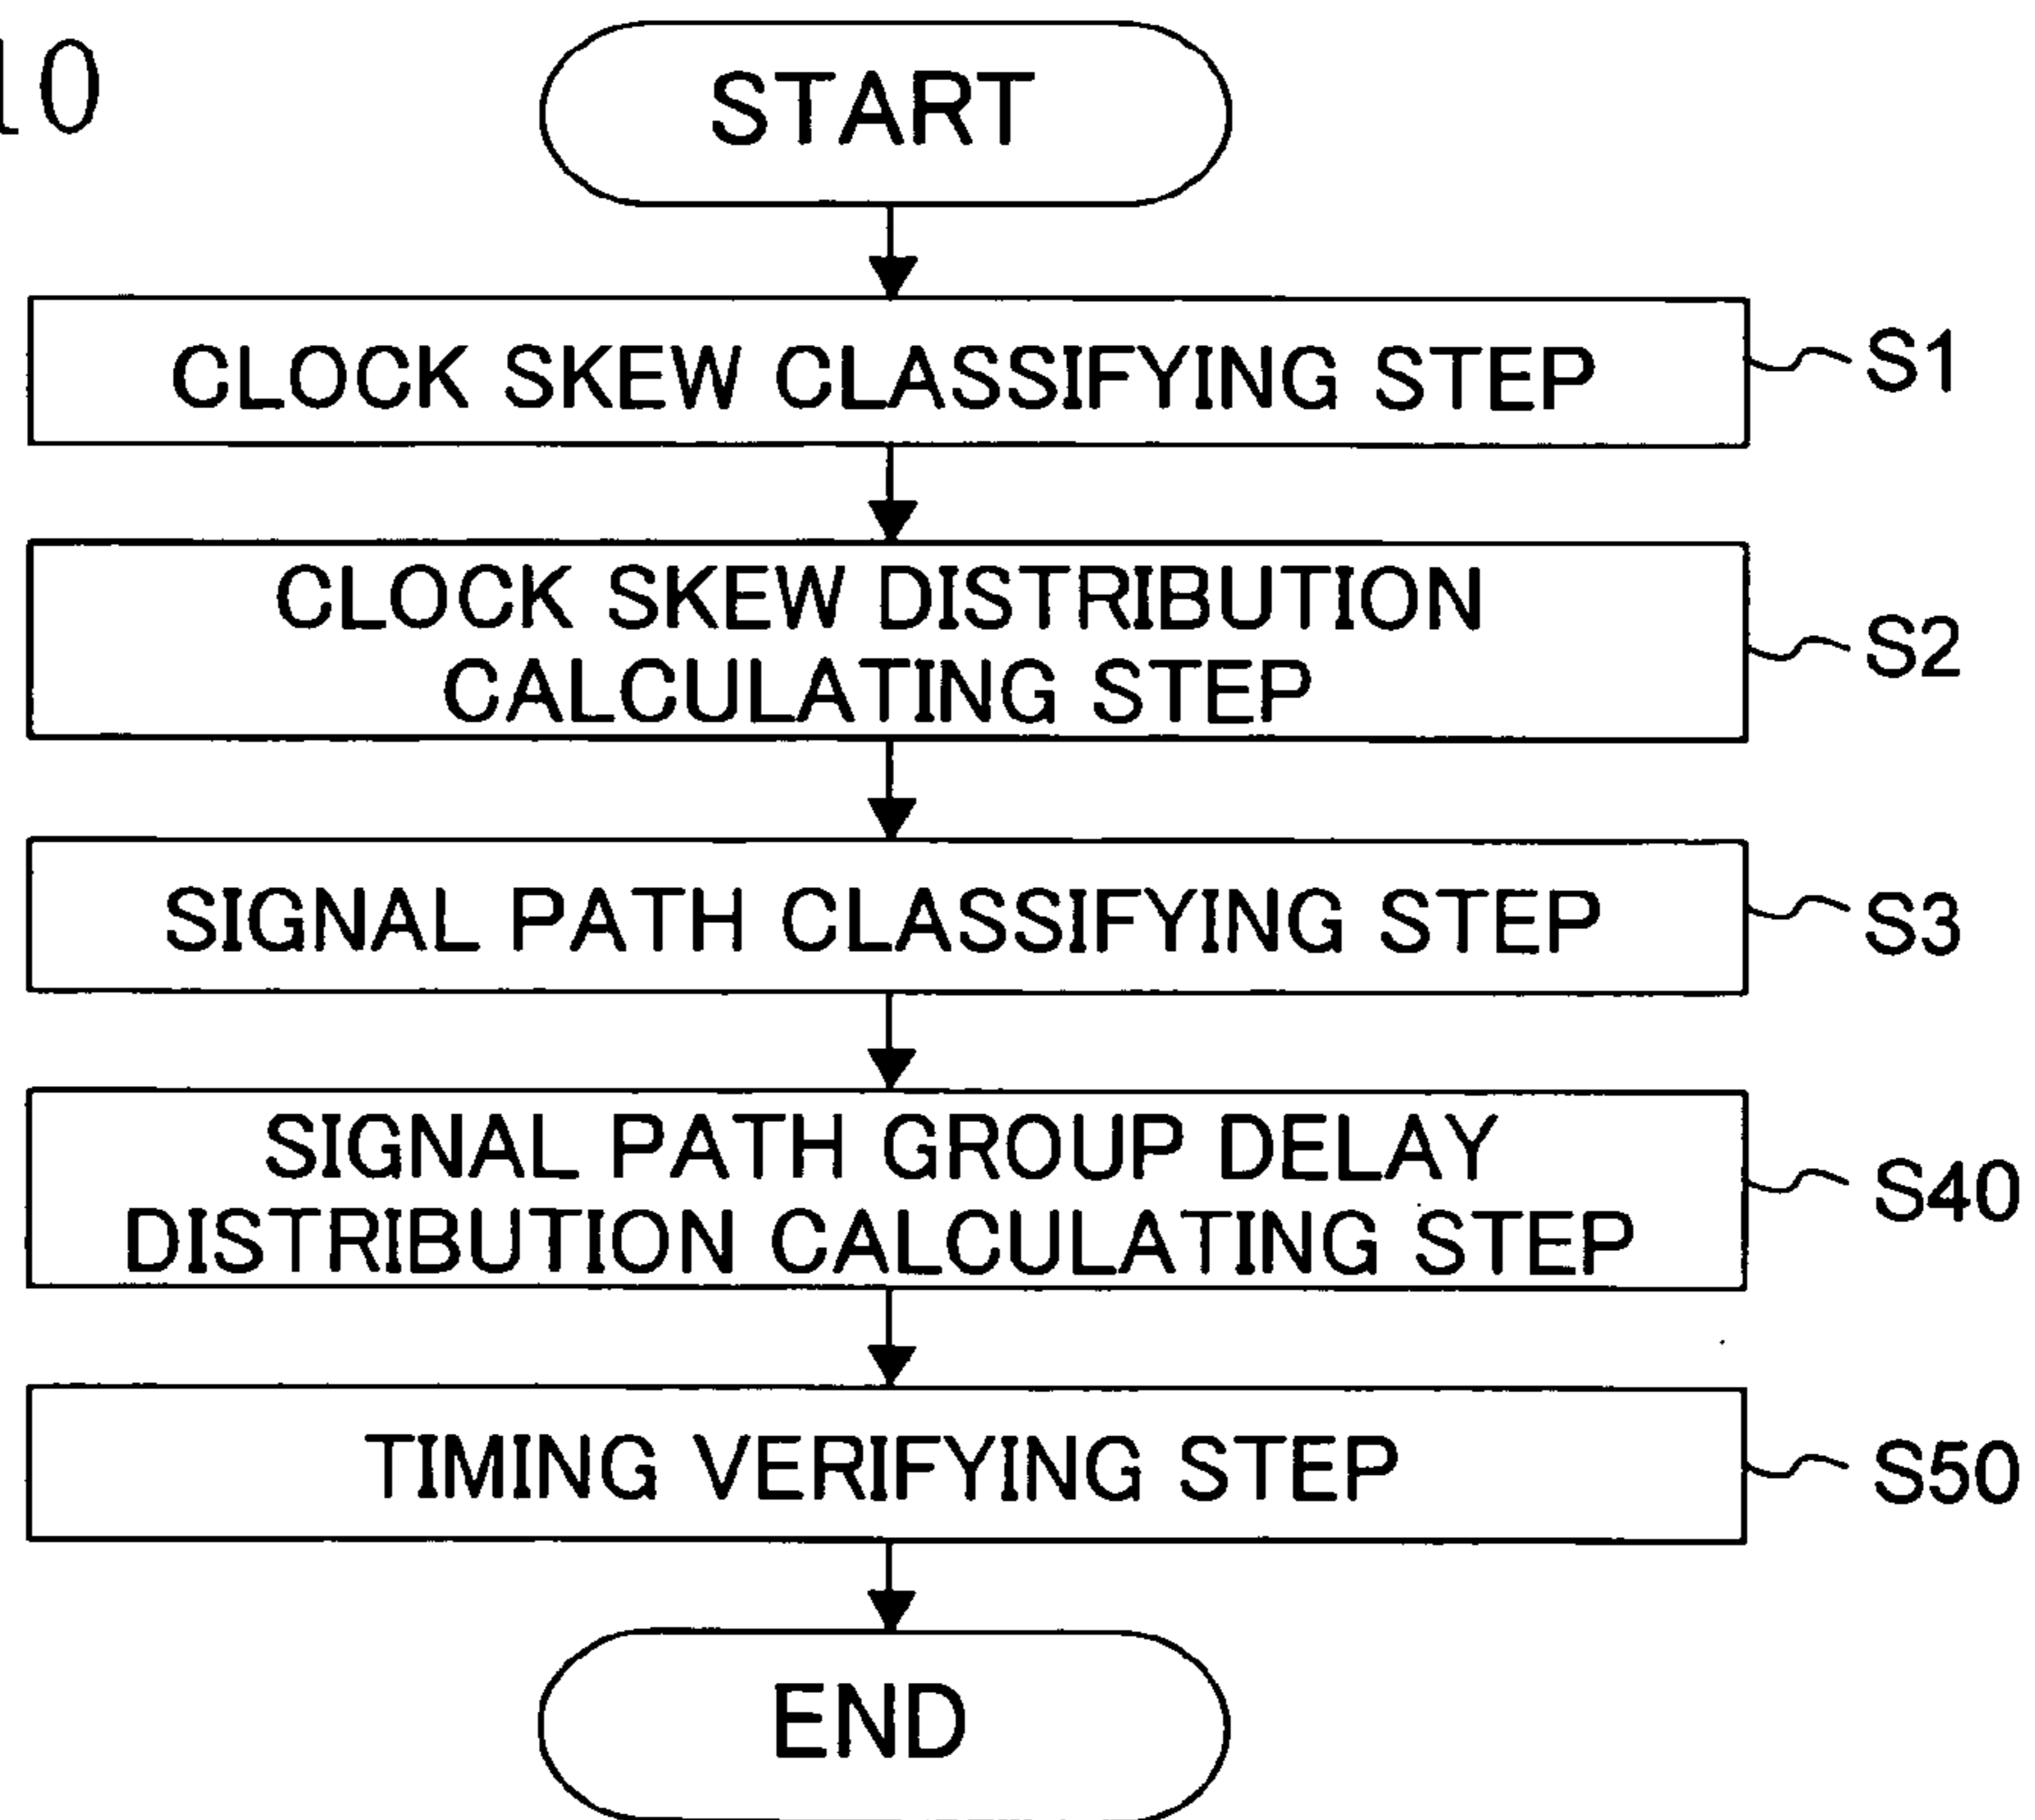 10
START
CLOCK SKEW CLASSIFYING STEP
S1
CLOCK SKEW DISTRIBUTION
CALCULATING STEP
S2
SIGNAL PATH CLASSIFYING STEP
S3
SIGNAL PATH GROUP DELAY
DISTRIBUTION CALCULATING STEP
S40
TIMING VERIFYING STEP
S50
END